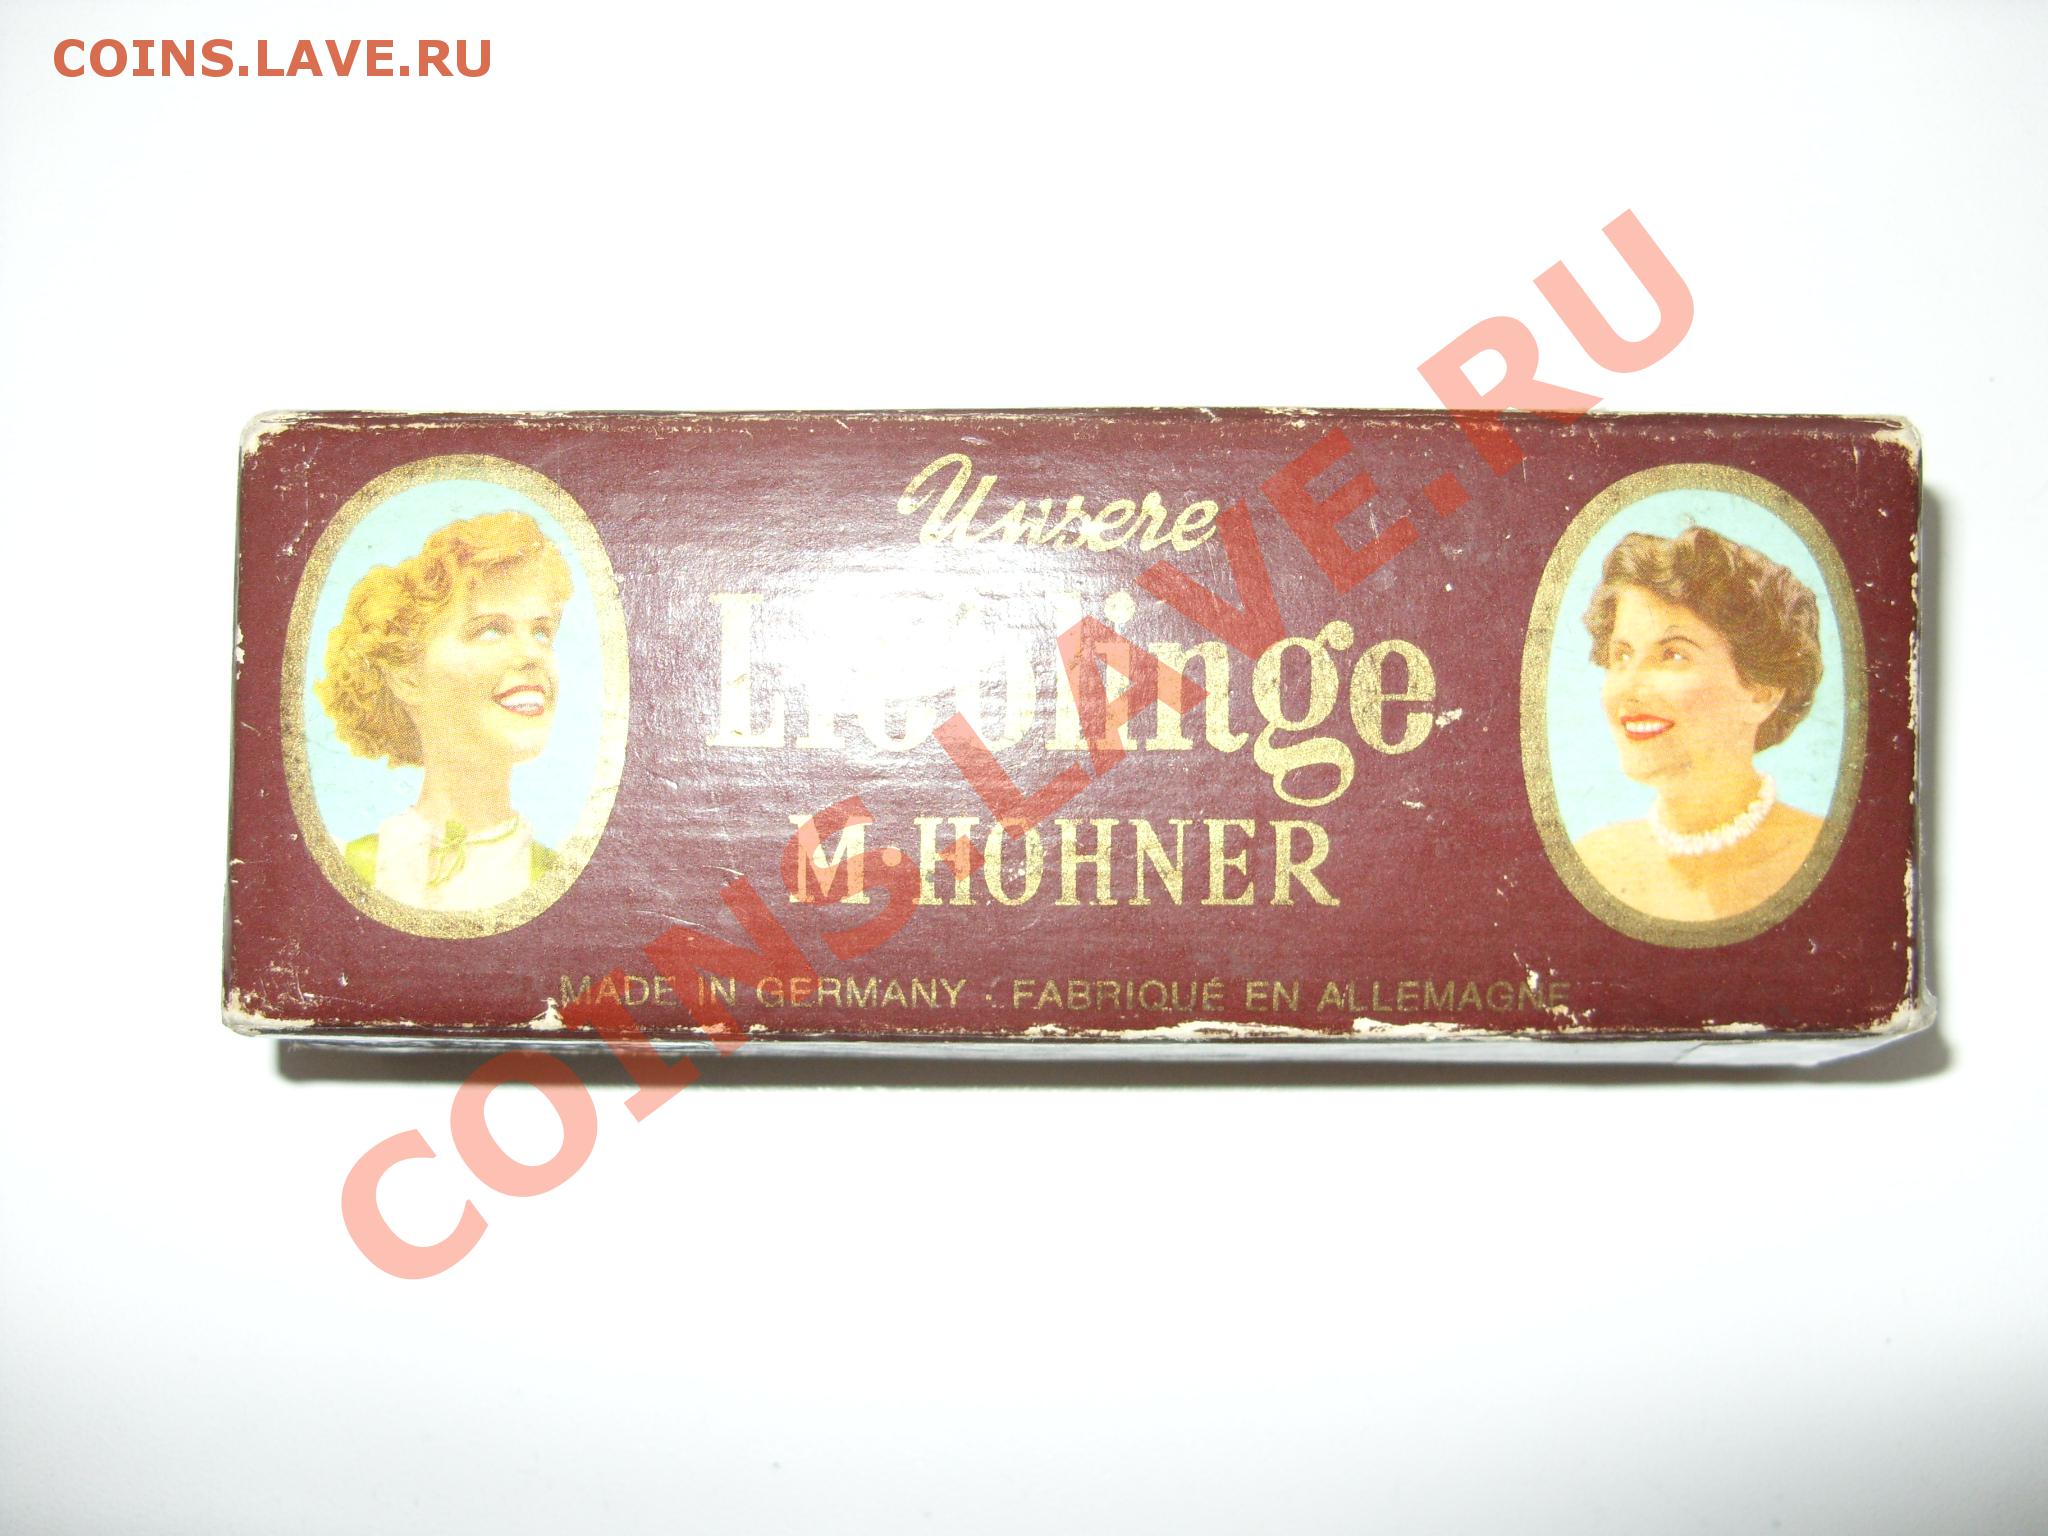 COINS.LAVE.RU
Unsere
Lieblinge
M·HOHNER
MADE IN GERMANY · FABRIQUÉ EN ALLEMAGNE
COINS.LAVE.RU